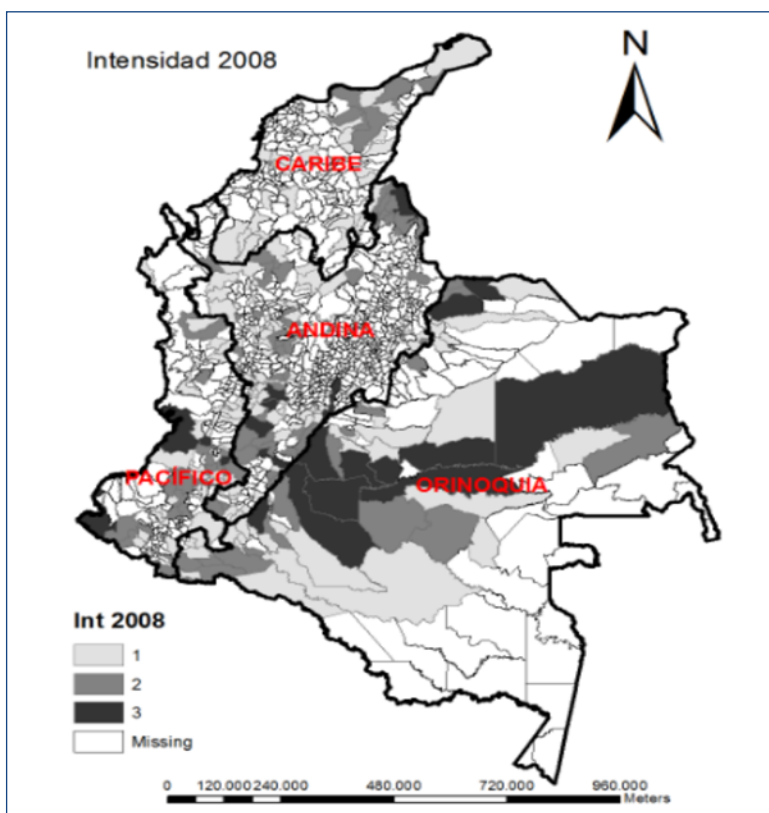 Intensidad 2008
N
CARIBE
ANDINA
PACÍFICO
ORINOQUÍA
Int 2008
1
2
3
Missing
0 120.000 240.000 480.000 720.000 960.000
Meters